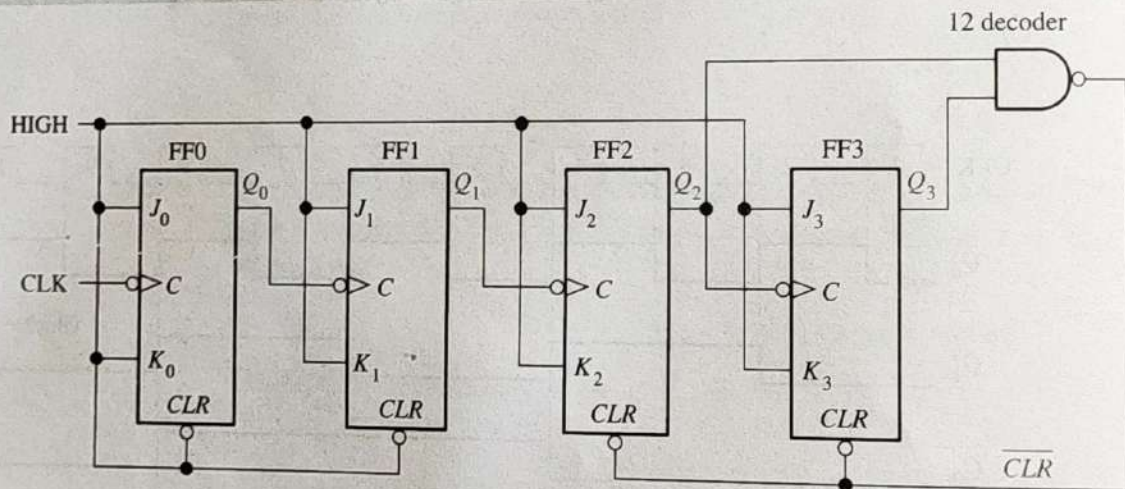 12 decoder
HIGH
FF0 FF1 FF2 FF3
Q₀ Q₁ Q₂ Q₃
J₀ J₁ J₂ J₃
CLK C C C C
K₀ K₁ K₂ K₃
CLR CLR CLR CLR
C̅L̅R̅